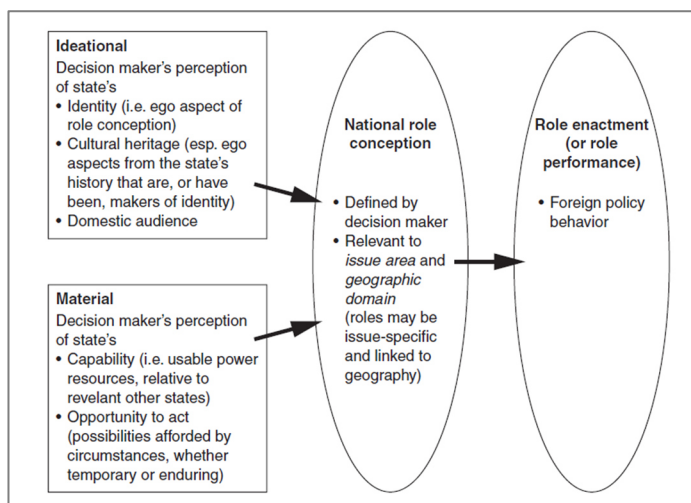 Ideational
Decision maker's perception
of state's
• Identity (i.e. ego aspect of
role conception)
• Cultural heritage (esp. ego
aspects from the state's
history that are, or have
been, makers of identity)
• Domestic audience
Material
Decision maker's perception
of state's
• Capability (i.e. usable power
resources, relative to
revelant other states)
• Opportunity to act
(possibilities afforded by
circumstances, whether
temporary or enduring)
National role
conception
• Defined by
decision maker
• Relevant to
issue area and
geographic
domain
(roles may be
issue-specific
and linked to
geography)
Role enactment
(or role
performance)
• Foreign policy
behavior